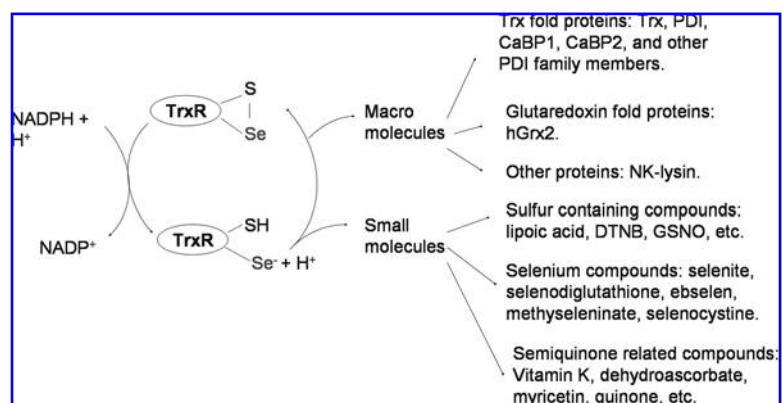 NADPH +
H⁺
NADP⁺
TrxR
S
Se
TrxR
SH
Se⁻ + H⁺
Macro
molecules
Small
molecules
Trx fold proteins: Trx, PDI,
CaBP1, CaBP2, and other
PDI family members.
Glutaredoxin fold proteins:
hGrx2.
Other proteins: NK-lysin.
Sulfur containing compounds:
lipoic acid, DTNB, GSNO, etc.
Selenium compounds: selenite,
selenodiglutathione, ebselen,
methyseleninate, selenocystine.
Semiquinone related compounds:
Vitamin K, dehydroascorbate,
myricetin, quinone, etc.